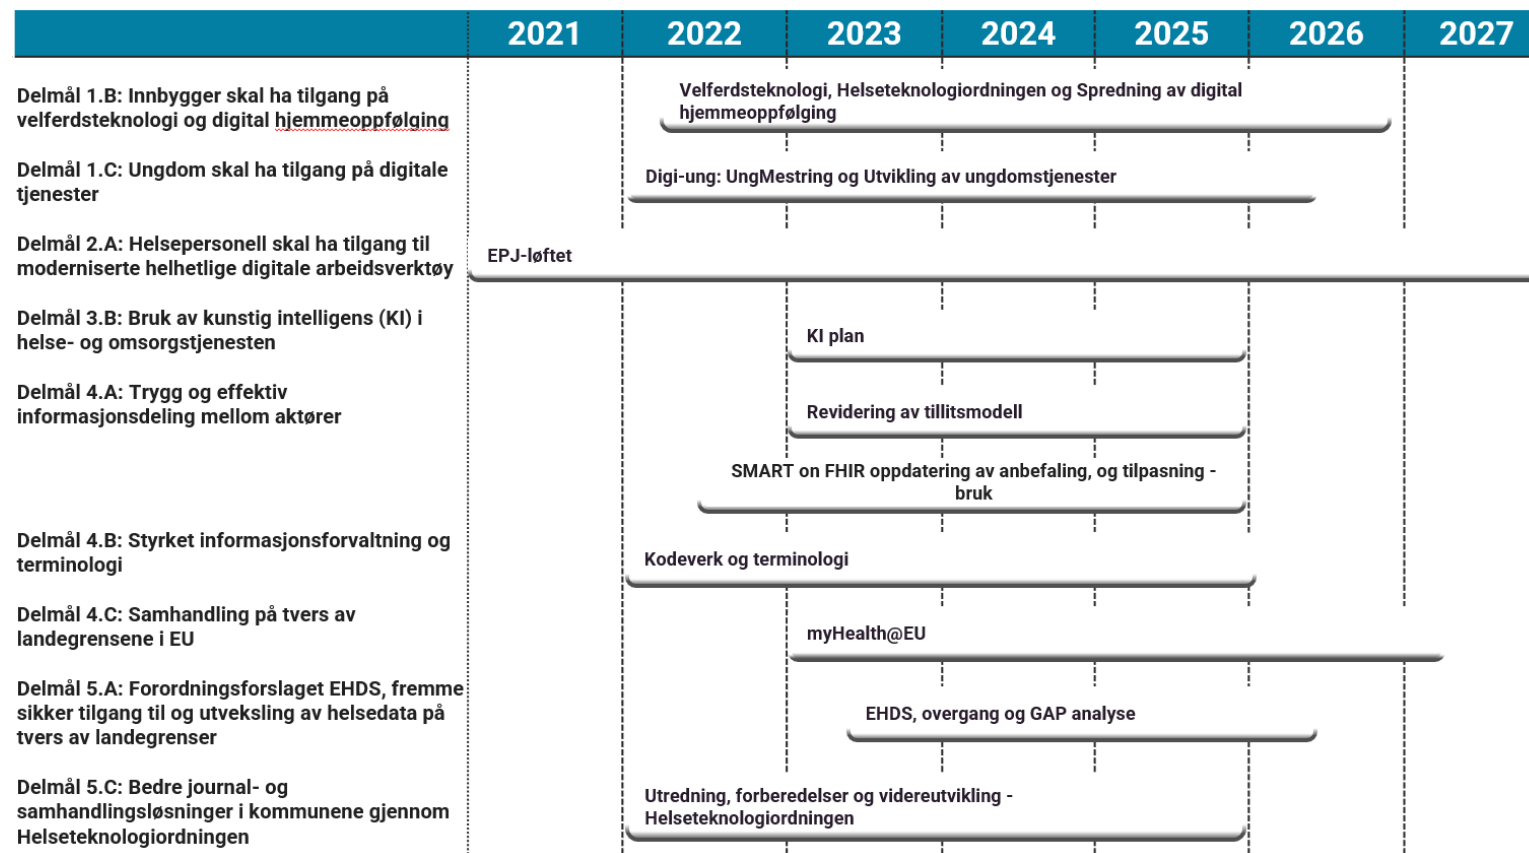 2021 2022 2023 2024 2025 2026 2027
Delmål 1.B: Innbygger skal ha tilgang på
velferdsteknologi og digital hjemmeoppfølging
Velferdsteknologi, Helseteknologiordningen og Spredning av digital
hjemmeoppfølging
Delmål 1.C: Ungdom skal ha tilgang på digitale
tjenester
Digi-ung: UngMestring og Utvikling av ungdomstjenester
Delmål 2.A: Helsepersonell skal ha tilgang til
moderniserte helhetlige digitale arbeidsverktøy
EPJ-løftet
Delmål 3.B: Bruk av kunstig intelligens (KI) i
helse- og omsorgstjenesten
KI plan
Delmål 4.A: Trygg og effektiv
informasjonsdeling mellom aktører
Revidering av tillitsmodell
SMART on FHIR oppdatering av anbefaling, og tilpasning -
bruk
Delmål 4.B: Styrket informasjonsforvaltning og
terminologi
Kodeverk og terminologi
Delmål 4.C: Samhandling på tvers av
landegrensene i EU
myHealth@EU
Delmål 5.A: Forordningsforslaget EHDS, fremme
sikker tilgang til og utveksling av helsedata på
tvers av landegrenser
EHDS, overgang og GAP analyse
Delmål 5.C: Bedre journal- og
samhandlingsløsninger i kommunene gjennom
Helseteknologiordningen
Utredning, forberedelser og videreutvikling -
Helseteknologiordningen